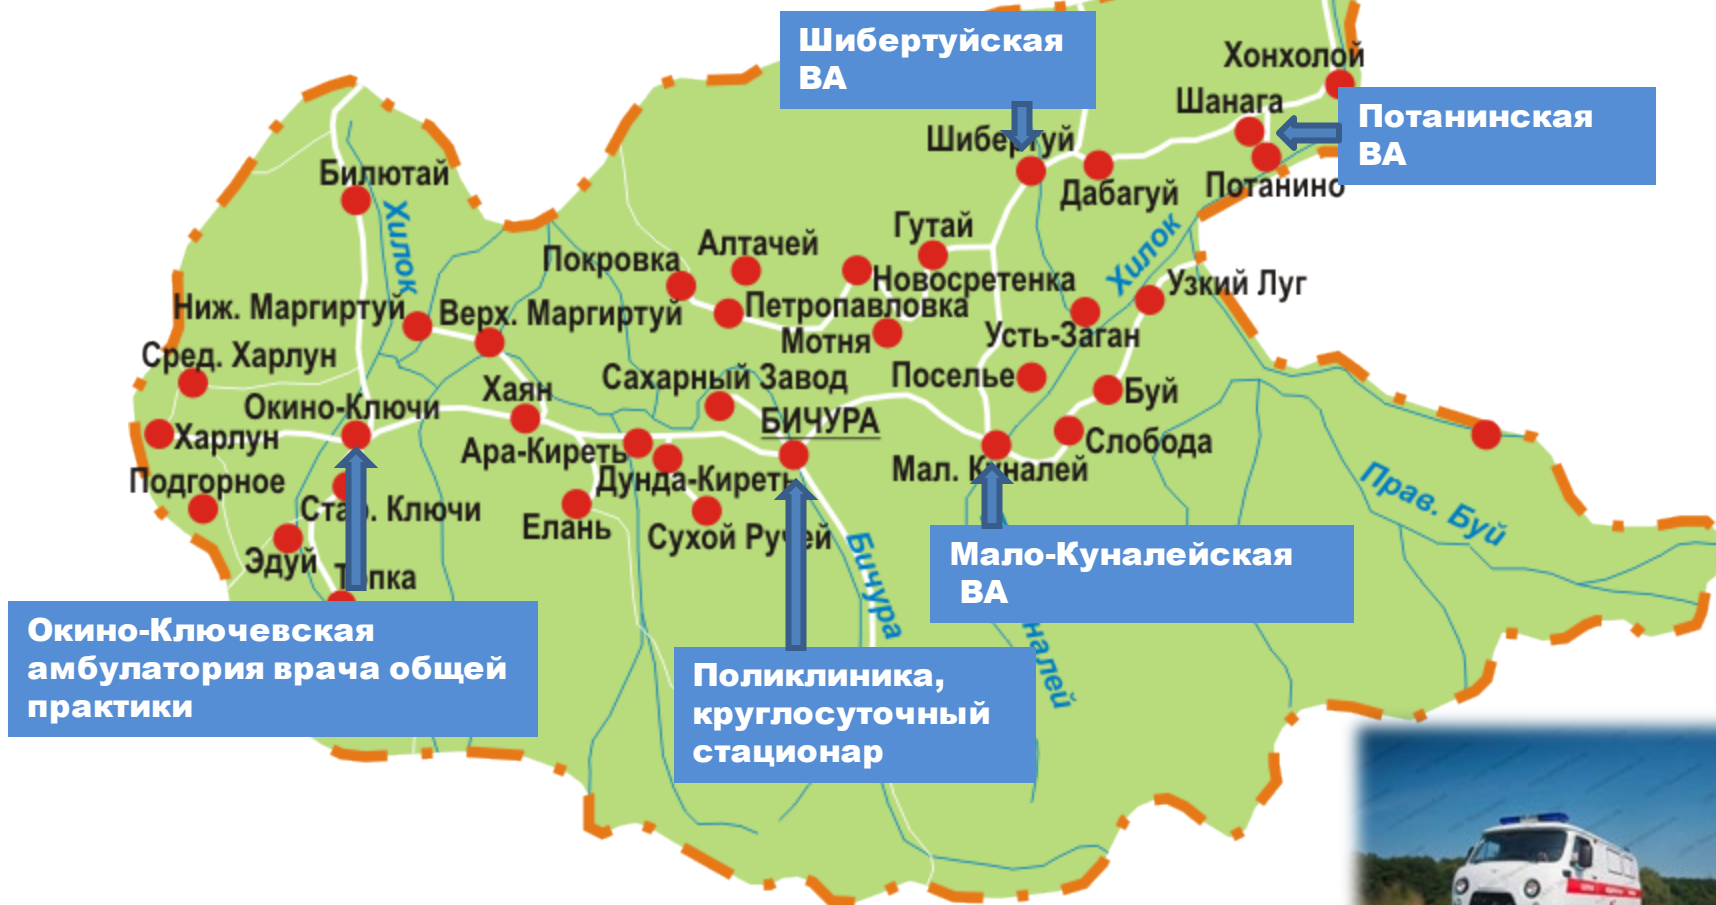 Шибертуйская
ВА
Хонхолой
Шанага
Потанинская
ВА
Шибертуй
Билютай
Дабагуй
Потанино
Хилок
Гутай
Алтачей
Хилок
Покровка
Новосретенка
Узкий Луг
Ниж. Маргиртуй
Верх. Маргиртуй
Петропавловка
Мотня
Усть-Заган
Сред. Харлун
Хаян
Сахарный Завод
Поселье
Буй
Окино-Ключи
БИЧУРА
Харлун
Ара-Киреть
Слобода
Мал. Куналей
Подгорное
Дунда-Киреть
Прав. Буй
Стар. Ключи
Елань
Сухой Ручей
Эдуй
Топка
Бичура
Мало-Куналейская
ВА
Окино-Ключевская
амбулатория врача общей
практики
налей
Поликлиника,
круглосуточный
стационар